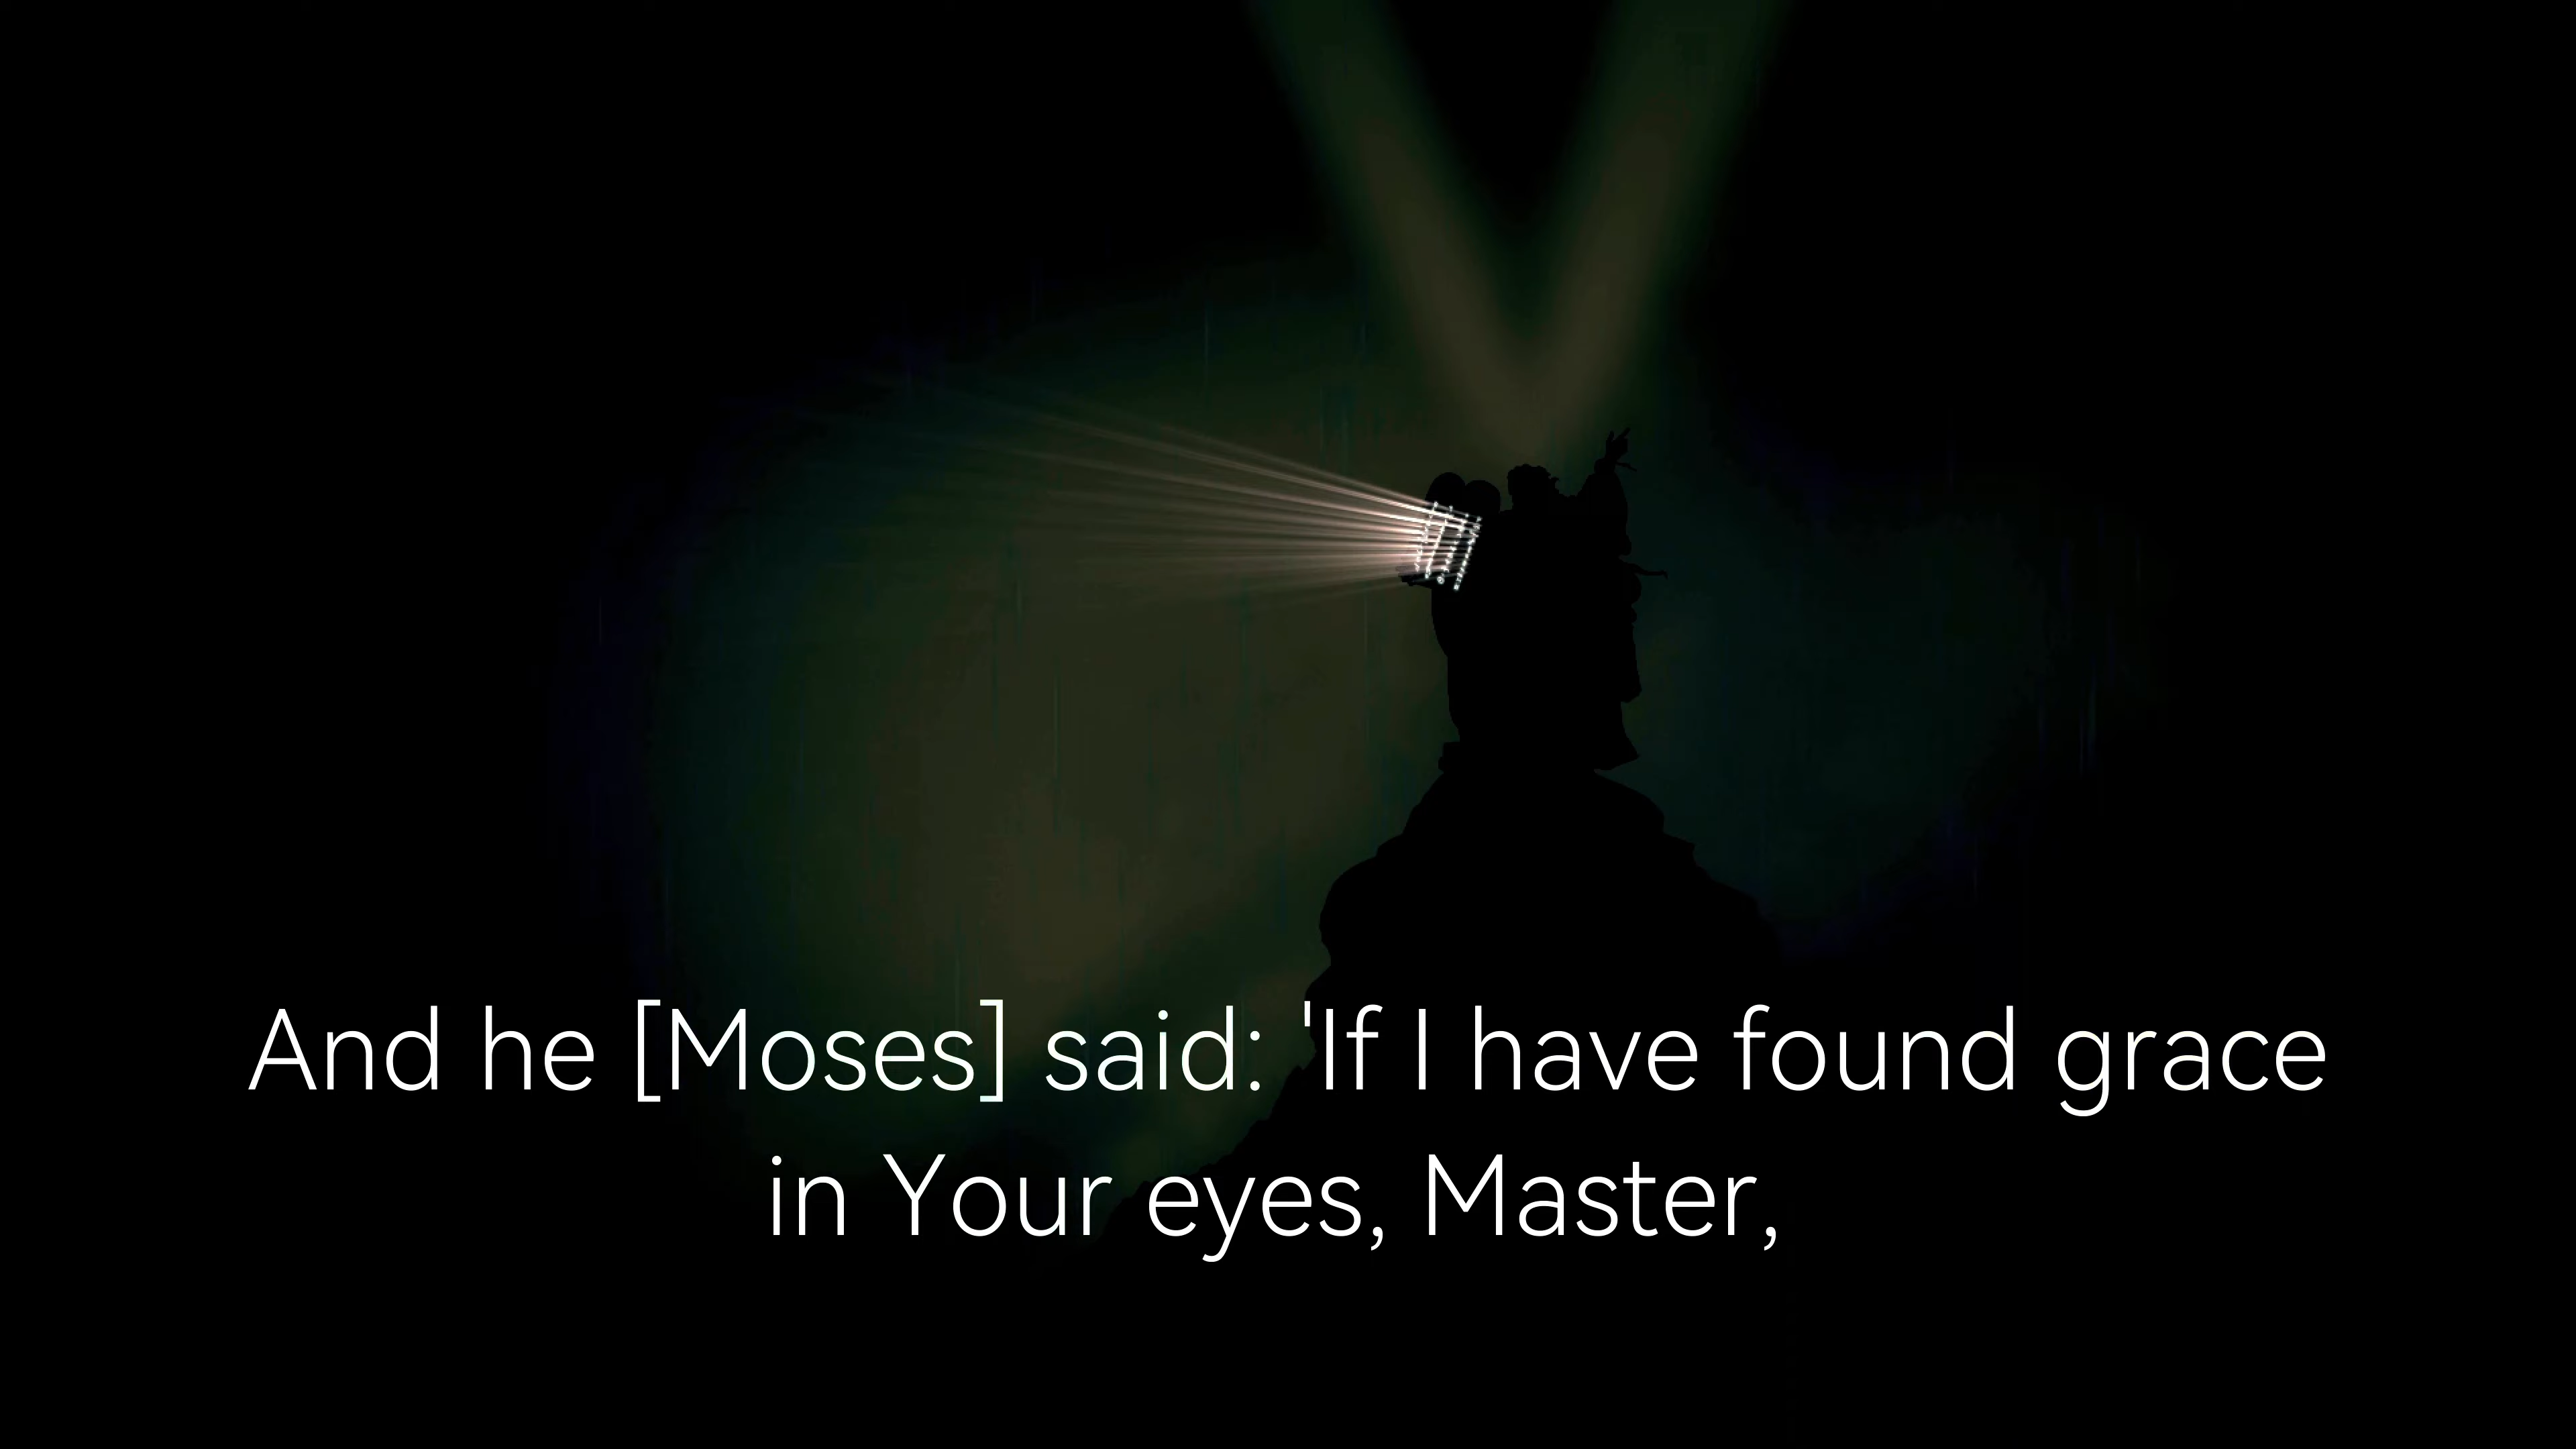 And he [Moses] said: 'If I have found grace
in Your eyes, Master,